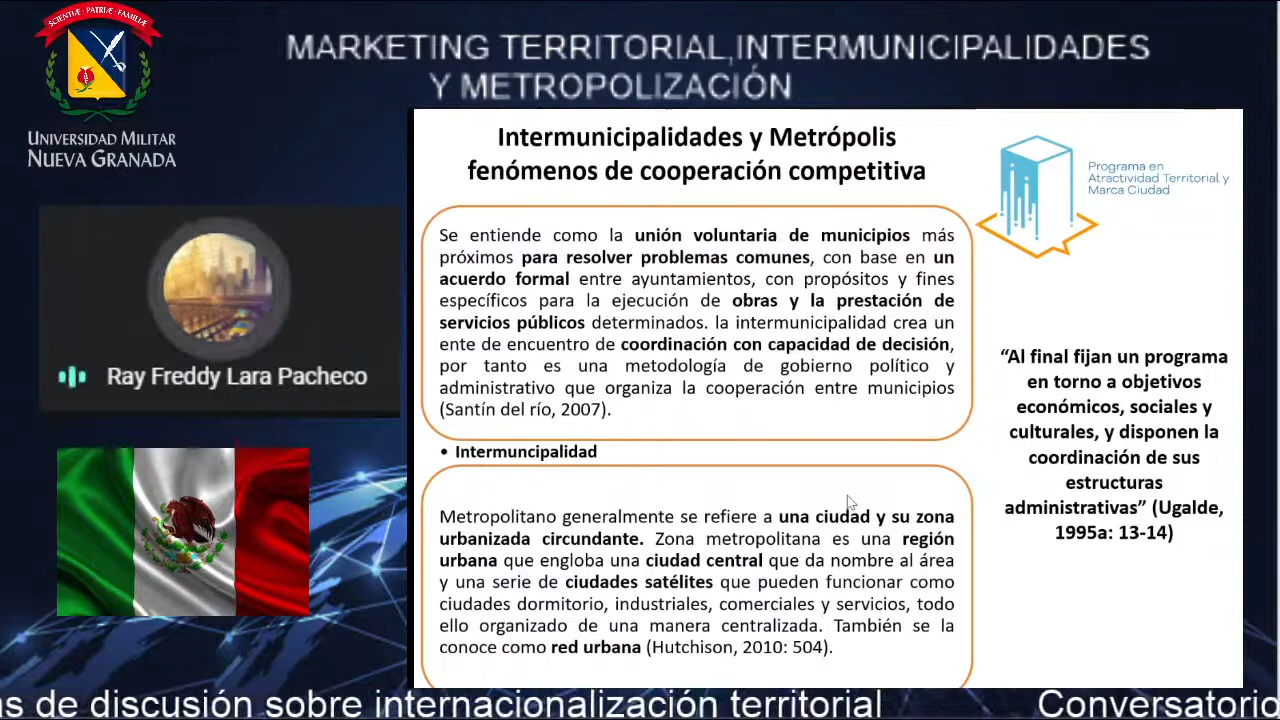 SCIENTIÆ · PATRIÆ · FAMILIÆ
UNIVERSIDAD MILITAR
NUEVA GRANADA
MARKETING TERRITORIAL,INTERMUNICIPALIDADES
Y METROPOLIZACIÓN
Intermunicipalidades y Metrópolis
fenómenos de cooperación competitiva
Programa en
Atractividad Territorial y
Marca Ciudad
Se entiende como la unión voluntaria de municipios más
próximos para resolver problemas comunes, con base en un
acuerdo formal entre ayuntamientos, con propósitos y fines
específicos para la ejecución de obras y la prestación de
servicios públicos determinados. la intermunicipalidad crea un
ente de encuentro de coordinación con capacidad de decisión,
por tanto es una metodología de gobierno político y
administrativo que organiza la cooperación entre municipios
(Santín del río, 2007).
• Intermuncipalidad
Metropolitano generalmente se refiere a una ciudad y su zona
urbanizada circundante. Zona metropolitana es una región
urbana que engloba una ciudad central que da nombre al área
y una serie de ciudades satélites que pueden funcionar como
ciudades dormitorio, industriales, comerciales y servicios, todo
ello organizado de una manera centralizada. También se la
conoce como red urbana (Hutchison, 2010: 504).
“Al final fijan un programa
en torno a objetivos
económicos, sociales y
culturales, y disponen la
coordinación de sus
estructuras
administrativas” (Ugalde,
1995a: 13-14)
Ray Freddy Lara Pacheco
as de discusión sobre internacionalización territorial
Conversatorio